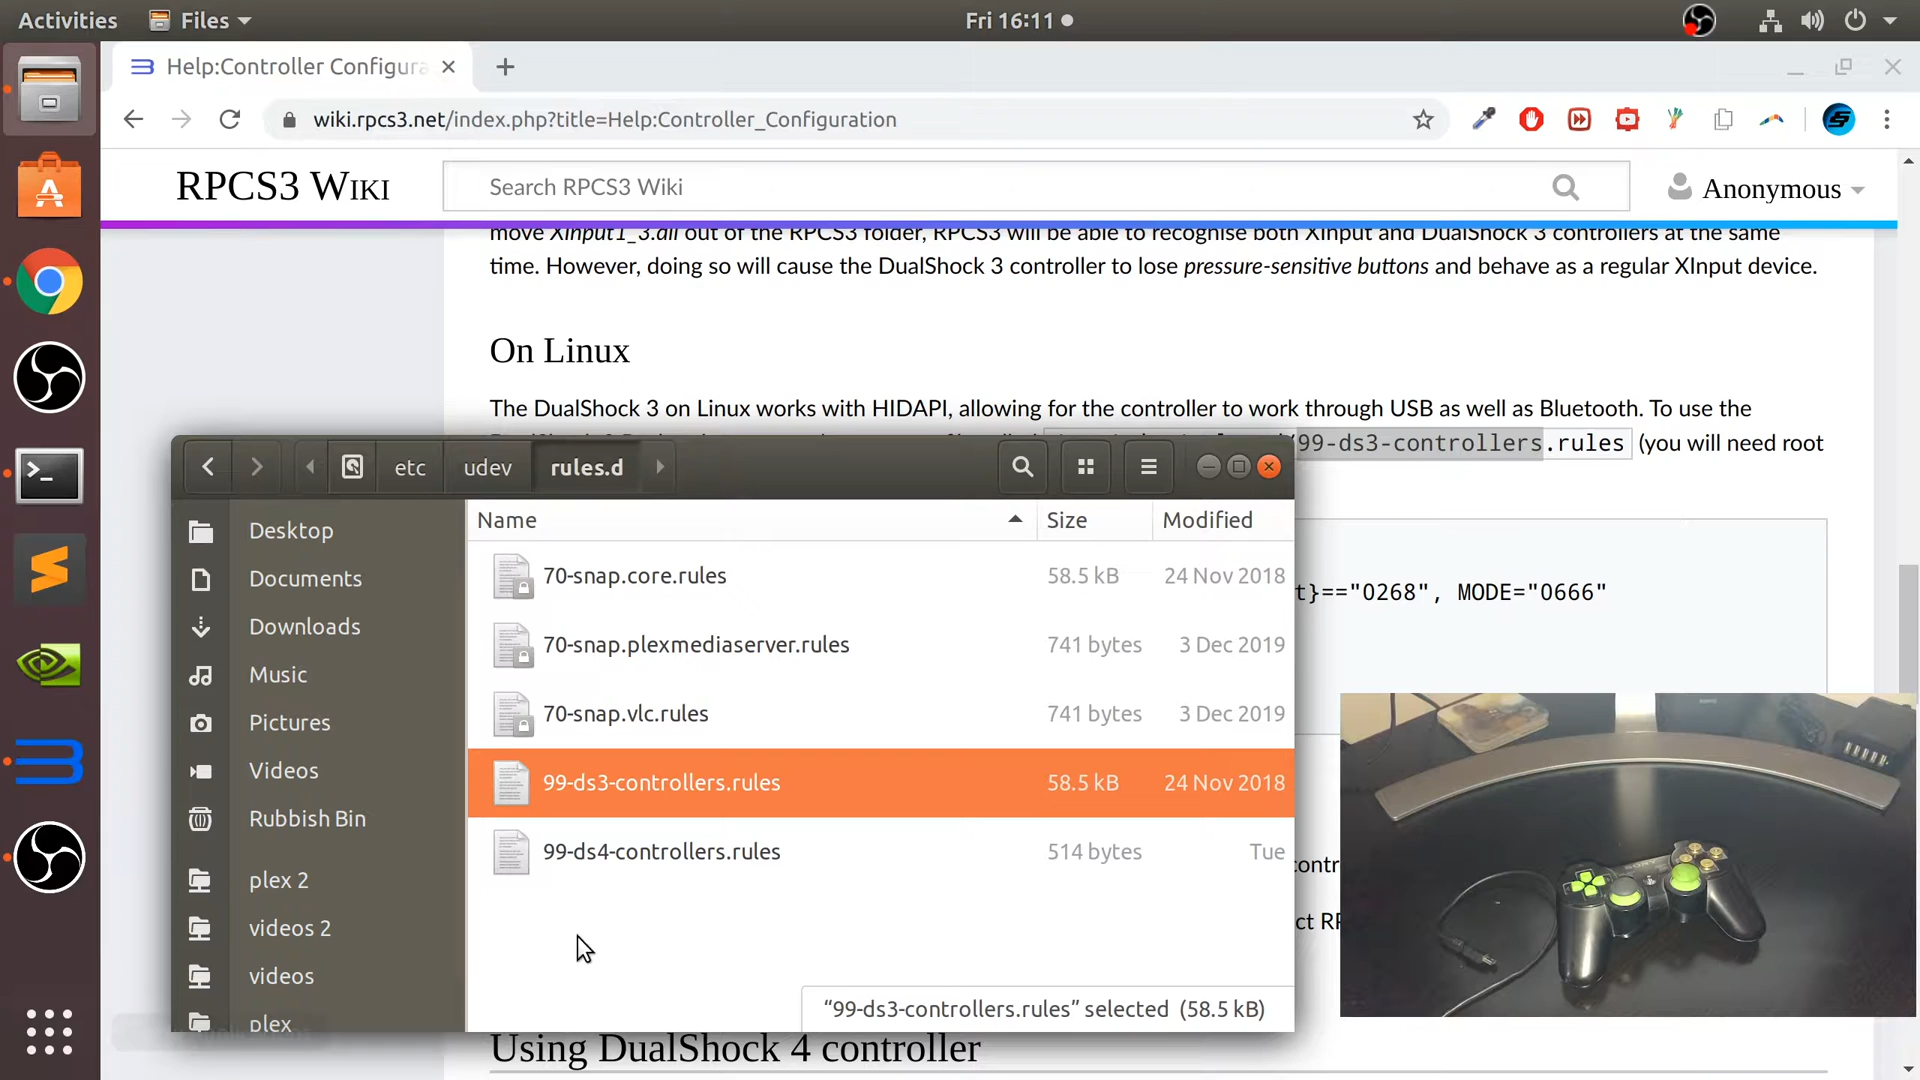 Activities
Files
Fri 16:11
Help:Controller Configura
wiki.rpcs3.net/index.php?title=Help:Controller_Configuration
RPCS3 WIKI
Search RPCS3 Wiki
Anonymous
move XInput1_3.dll out of the RPCS3 folder, RPCS3 will be able to recognise both XInput and DualShock 3 controllers at the same
time. However, doing so will cause the DualShock 3 controller to lose pressure-sensitive buttons and behave as a regular XInput device.
On Linux
The DualShock 3 on Linux works with HIDAPI, allowing for the controller to work through USB as well as Bluetooth. To use the
99-ds3-controllers.rules (you will need root
etc
udev
rules.d
Name
Size
Modified
Desktop
Documents
Downloads
Music
Pictures
Videos
Rubbish Bin
plex 2
videos 2
videos
plex
70-snap.core.rules 58.5 kB 24 Nov 2018
70-snap.plexmediaserver.rules 741 bytes 3 Dec 2019
70-snap.vlc.rules 741 bytes 3 Dec 2019
99-ds3-controllers.rules 58.5 kB 24 Nov 2018
99-ds4-controllers.rules 514 bytes Tue
"99-ds3-controllers.rules" selected (58.5 kB)
t}=="0268", MODE="0666"
contr
ct RP
Using DualShock 4 controller